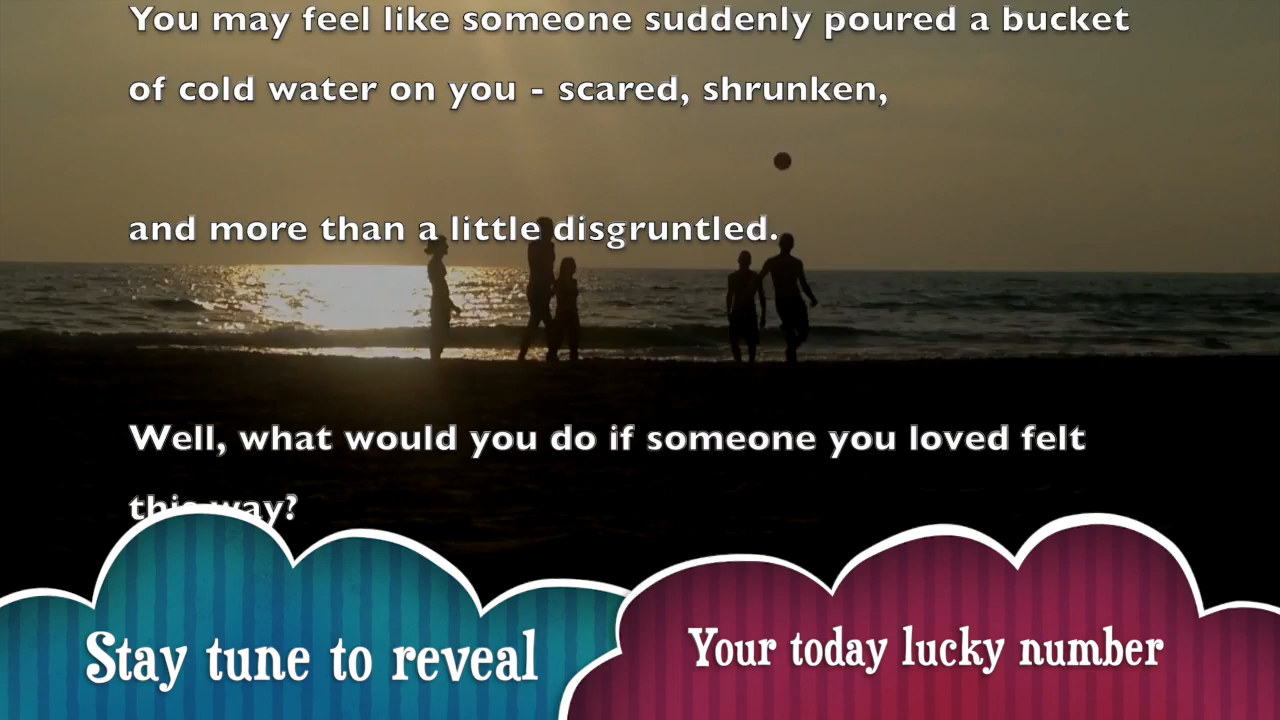 You may feel like someone suddenly poured a bucket
of cold water on you - scared, shrunken,
and more than a little disgruntled.
Well, what would you do if someone you loved felt
this way?
Stay tune to reveal
Your today lucky number